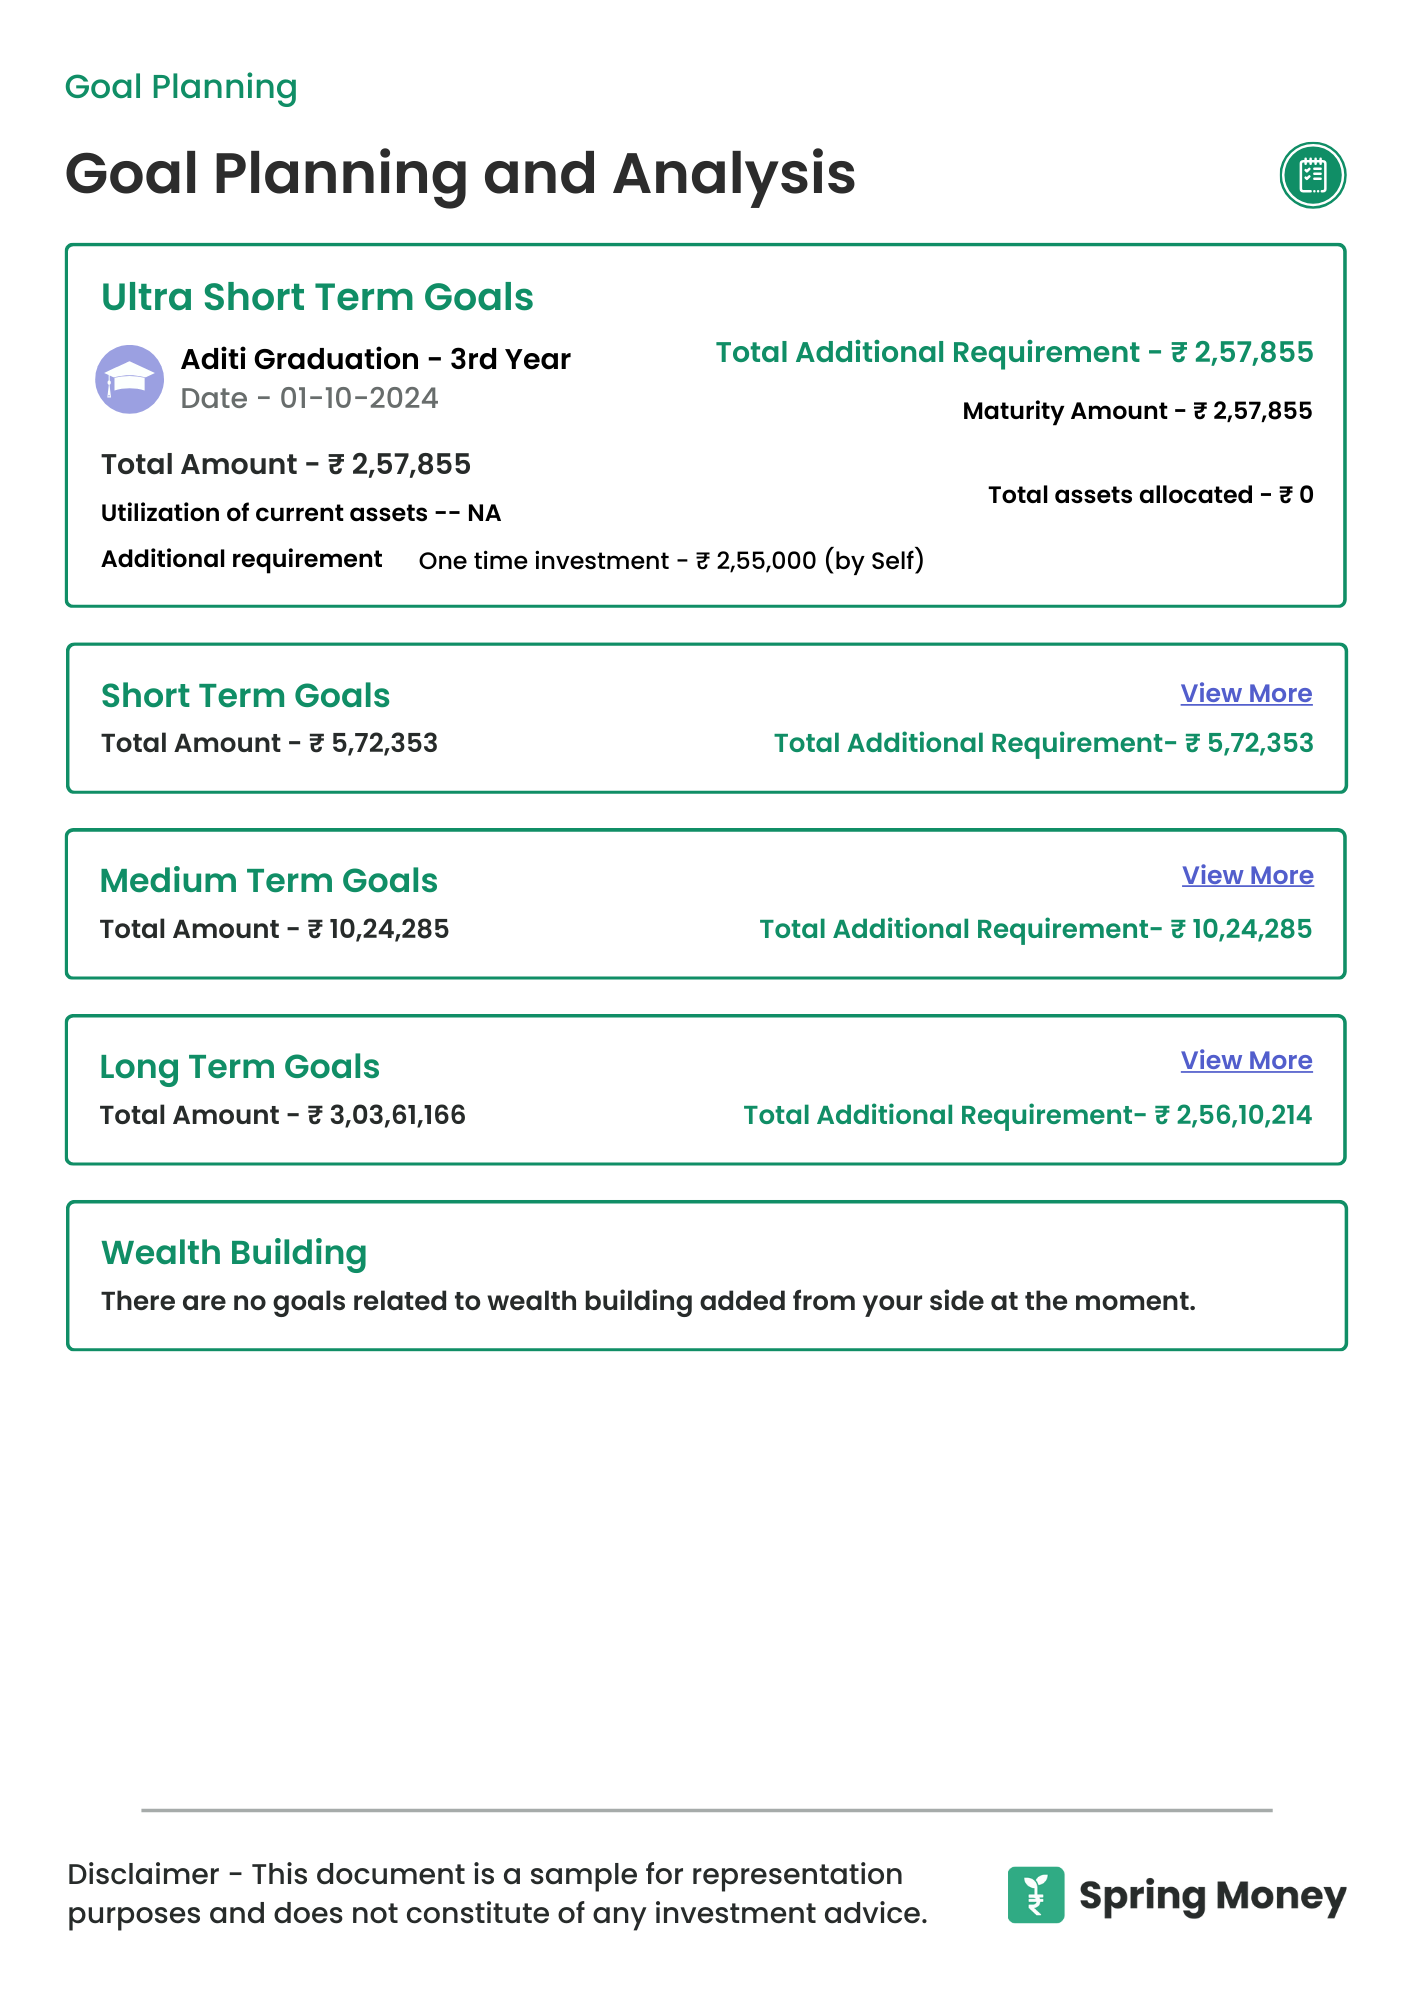 Goal Planning
Goal Planning and Analysis
Ultra Short Term Goals
Aditi Graduation - 3rd Year
Date - 01-10-2024
Total Additional Requirement - ₹ 2,57,855
Maturity Amount - ₹ 2,57,855
Total Amount - ₹ 2,57,855
Total assets allocated - ₹ 0
Utilization of current assets -- NA
Additional requirement One time investment - ₹ 2,55,000 (by Self)
Short Term Goals
View More
Total Amount - ₹ 5,72,353
Total Additional Requirement- ₹ 5,72,353
Medium Term Goals
View More
Total Amount - ₹ 10,24,285
Total Additional Requirement- ₹ 10,24,285
Long Term Goals
View More
Total Amount - ₹ 3,03,61,166
Total Additional Requirement- ₹ 2,56,10,214
Wealth Building
There are no goals related to wealth building added from your side at the moment.
Disclaimer - This document is a sample for representation
purposes and does not constitute of any investment advice.
Spring Money